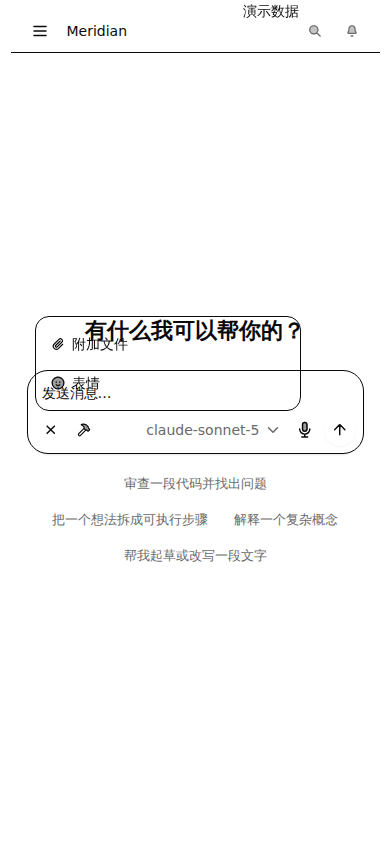 演示数据
Meridian
有什么我可以帮你的？
附加文件
表情
发送消息...
claude-sonnet-5
审查一段代码并找出问题
把一个想法拆成可执行步骤
解释一个复杂概念
帮我起草或改写一段文字